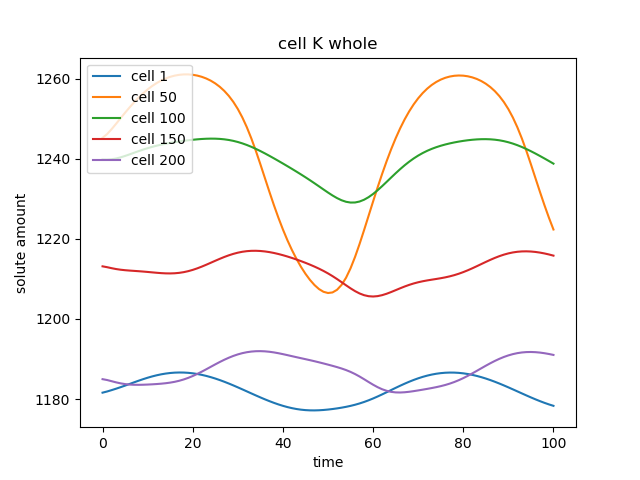 cell K whole
cell 1
cell 50
cell 100
cell 150
cell 200
1260
1240
1220
1200
1180
solute amount
0 20 40 60 80 100
time